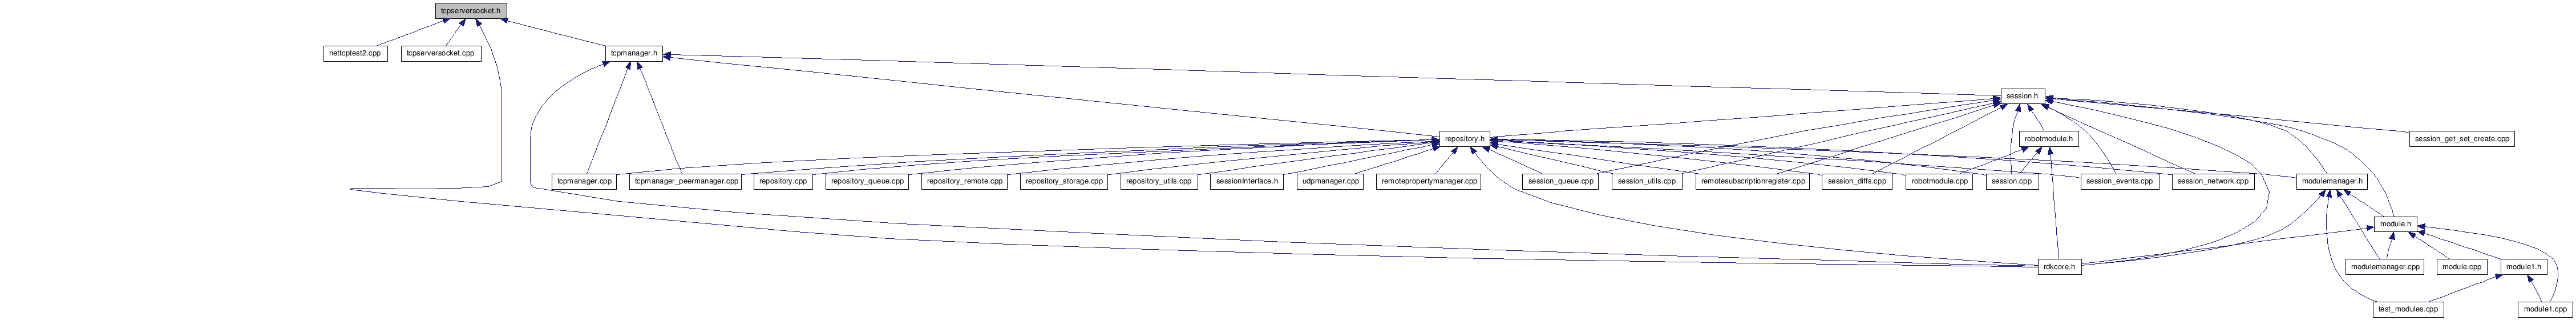 tcpserversocket.h
nettcptest2.cpp
tcpserversocket.cpp
tcpmanager.h
session.h
repository.h
robotmodule.h
session_get_set_create.cpp
tcpmanager.cpp
tcpmanager_peermanager.cpp
repository.cpp
repository_queue.cpp
repository_remote.cpp
repository_storage.cpp
repository_utils.cpp
sessionInterface.h
udpmanager.cpp
remotepropertymanager.cpp
session_queue.cpp
session_utils.cpp
remotesubscriptionregister.cpp
session_diffs.cpp
robotmodule.cpp
session.cpp
session_events.cpp
session_network.cpp
modulemanager.h
module.h
rdkcore.h
modulemanager.cpp
module.cpp
module1.h
test_modules.cpp
module1.cpp